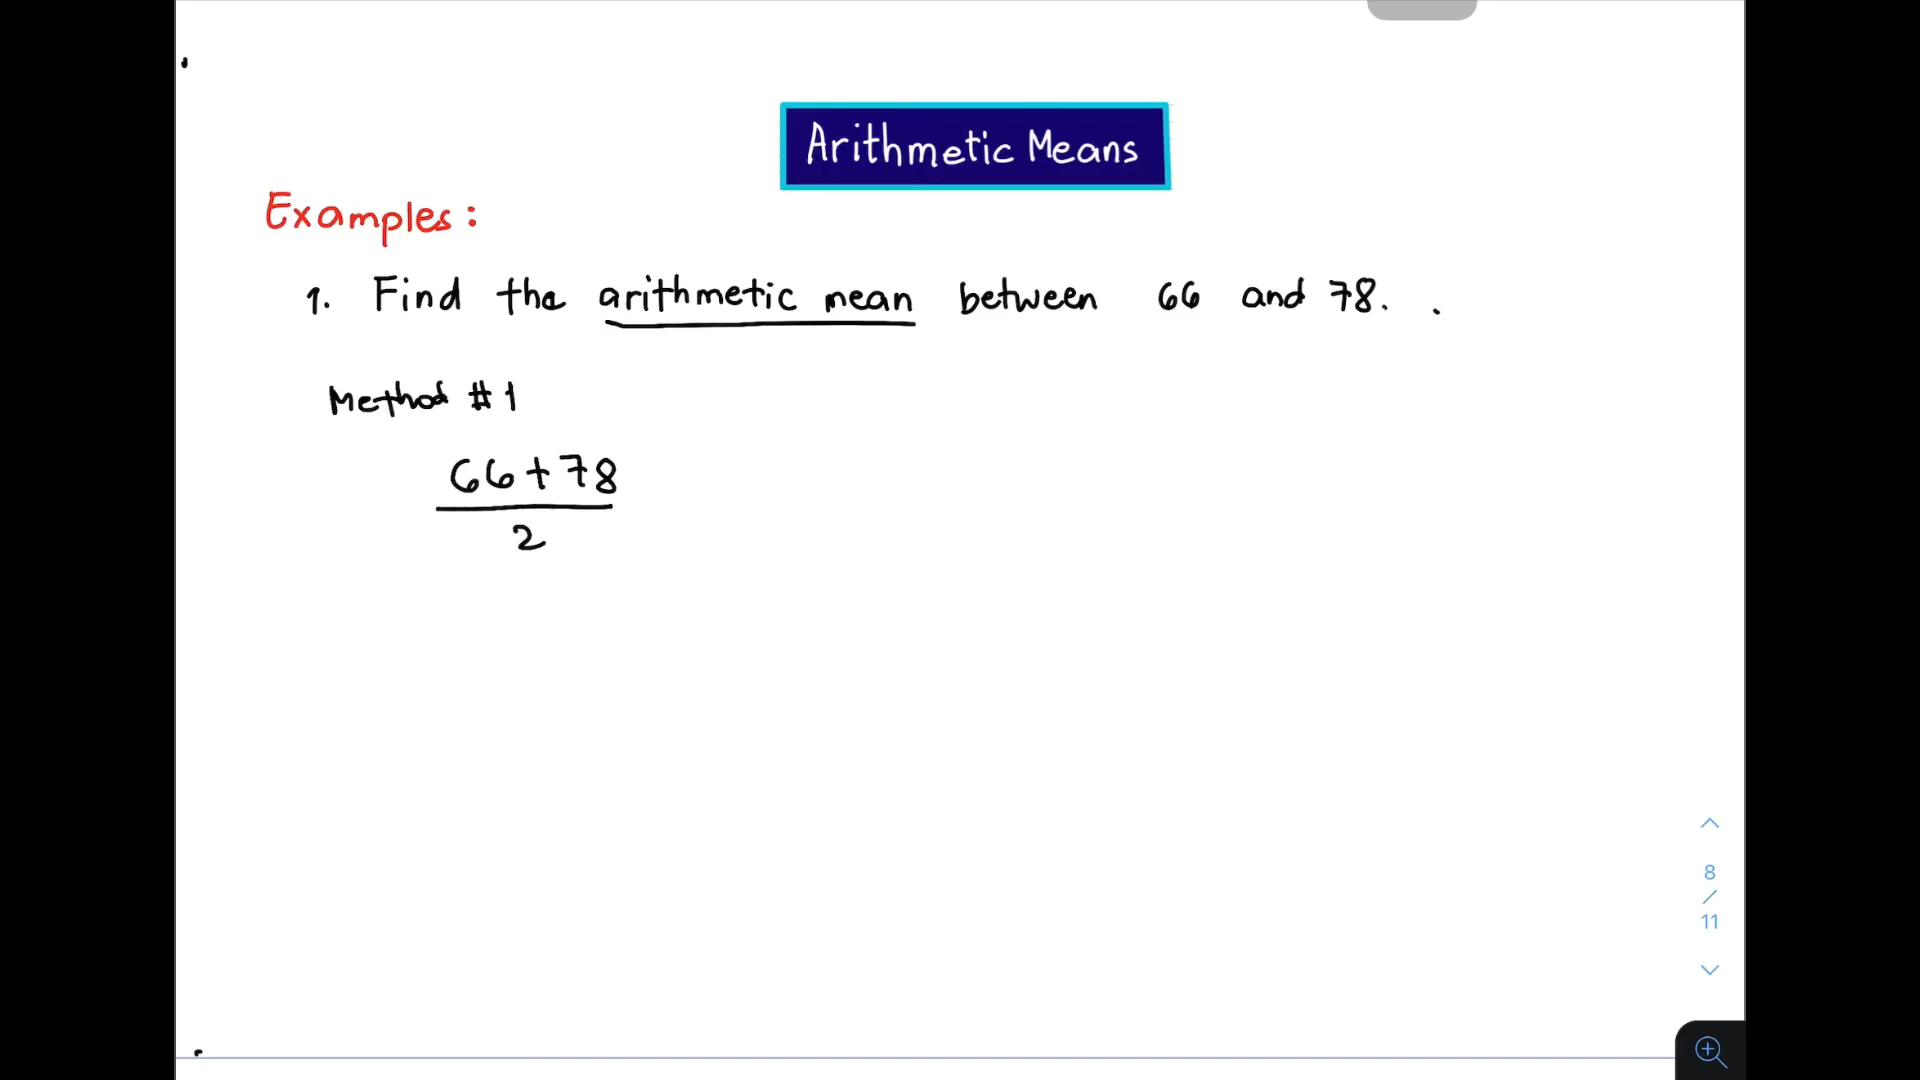 Arithmetic Means
Examples:
1. Find the arithmetic mean between 66 and 78. .
Method #1
66+78
2
8
/
11